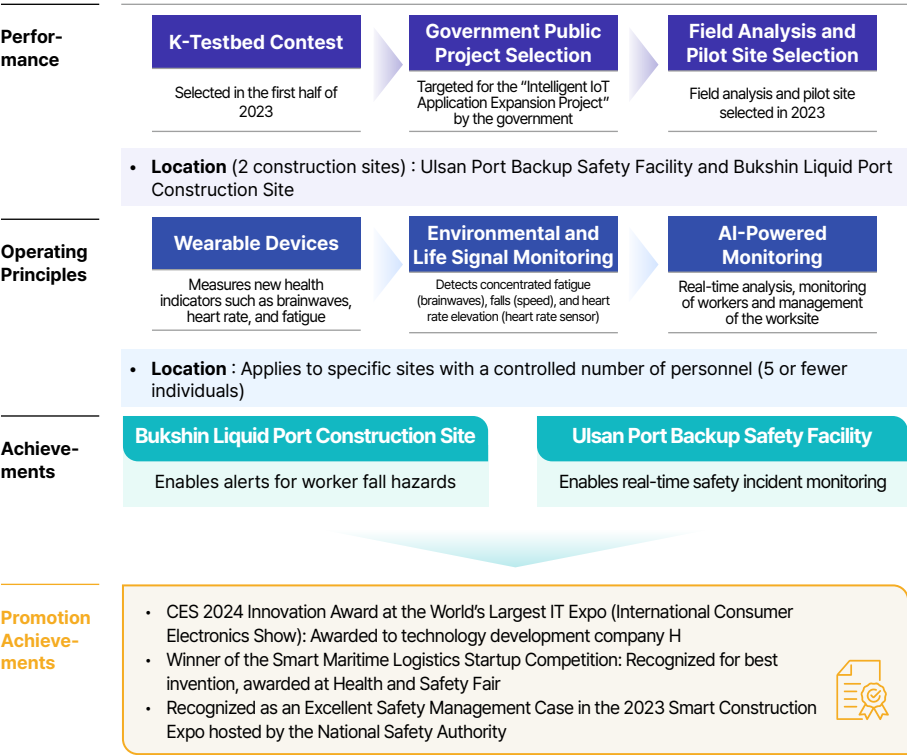 Perfor-
mance
K-Testbed Contest
Selected in the first half of
2023
Government Public
Project Selection
Targeted for the “Intelligent IoT
Application Expansion Project”
by the government
Field Analysis and
Pilot Site Selection
Field analysis and pilot site
selected in 2023
• Location (2 construction sites) : Ulsan Port Backup Safety Facility and Bukshin Liquid Port
Construction Site
Operating
Principles
Wearable Devices
Measures new health
indicators such as brainwaves,
heart rate, and fatigue
Environmental and
Life Signal Monitoring
Detects concentrated fatigue
(brainwaves), falls (speed), and heart
rate elevation (heart rate sensor)
AI-Powered
Monitoring
Real-time analysis, monitoring
of workers and management
of the worksite
• Location : Applies to specific sites with a controlled number of personnel (5 or fewer
individuals)
Achieve-
ments
Bukshin Liquid Port Construction Site
Enables alerts for worker fall hazards
Ulsan Port Backup Safety Facility
Enables real-time safety incident monitoring
Promotion
Achieve-
ments
• CES 2024 Innovation Award at the World’s Largest IT Expo (International Consumer
Electronics Show): Awarded to technology development company H
• Winner of the Smart Maritime Logistics Startup Competition: Recognized for best
invention, awarded at Health and Safety Fair
• Recognized as an Excellent Safety Management Case in the 2023 Smart Construction
Expo hosted by the National Safety Authority